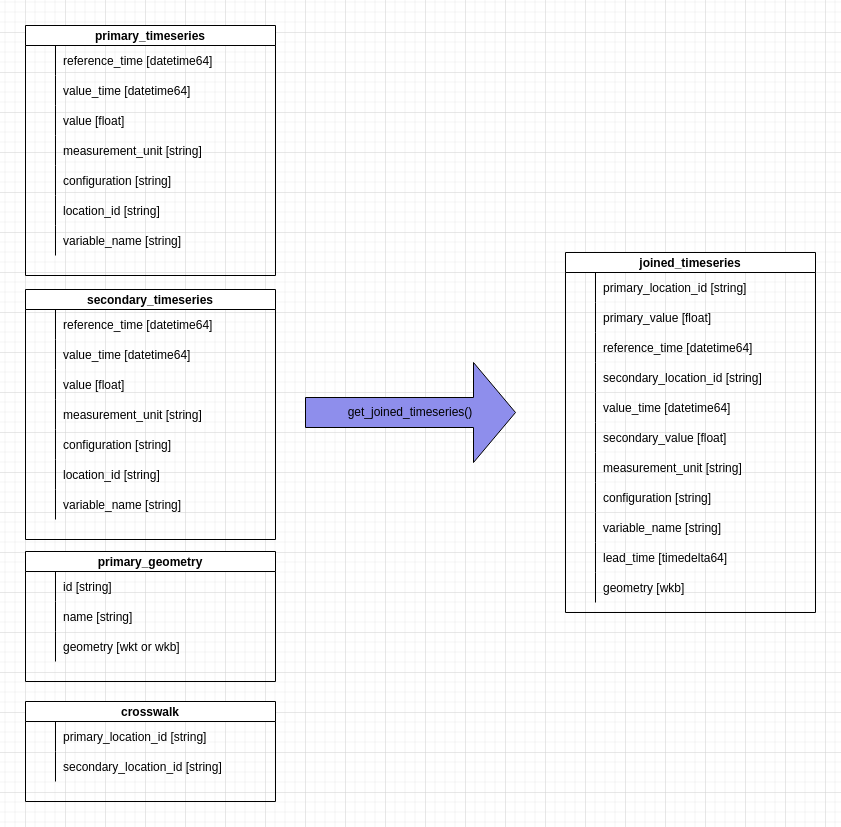 primary_timeseries
reference_time [datetime64]
value_time [datetime64]
value [float]
measurement_unit [string]
configuration [string]
location_id [string]
variable_name [string]
secondary_timeseries
reference_time [datetime64]
value_time [datetime64]
value [float]
measurement_unit [string]
configuration [string]
location_id [string]
variable_name [string]
primary_geometry
id [string]
name [string]
geometry [wkt or wkb]
crosswalk
primary_location_id [string]
secondary_location_id [string]
get_joined_timeseries()
joined_timeseries
primary_location_id [string]
primary_value [float]
reference_time [datetime64]
secondary_location_id [string]
value_time [datetime64]
secondary_value [float]
measurement_unit [string]
configuration [string]
variable_name [string]
lead_time [timedelta64]
geometry [wkb]